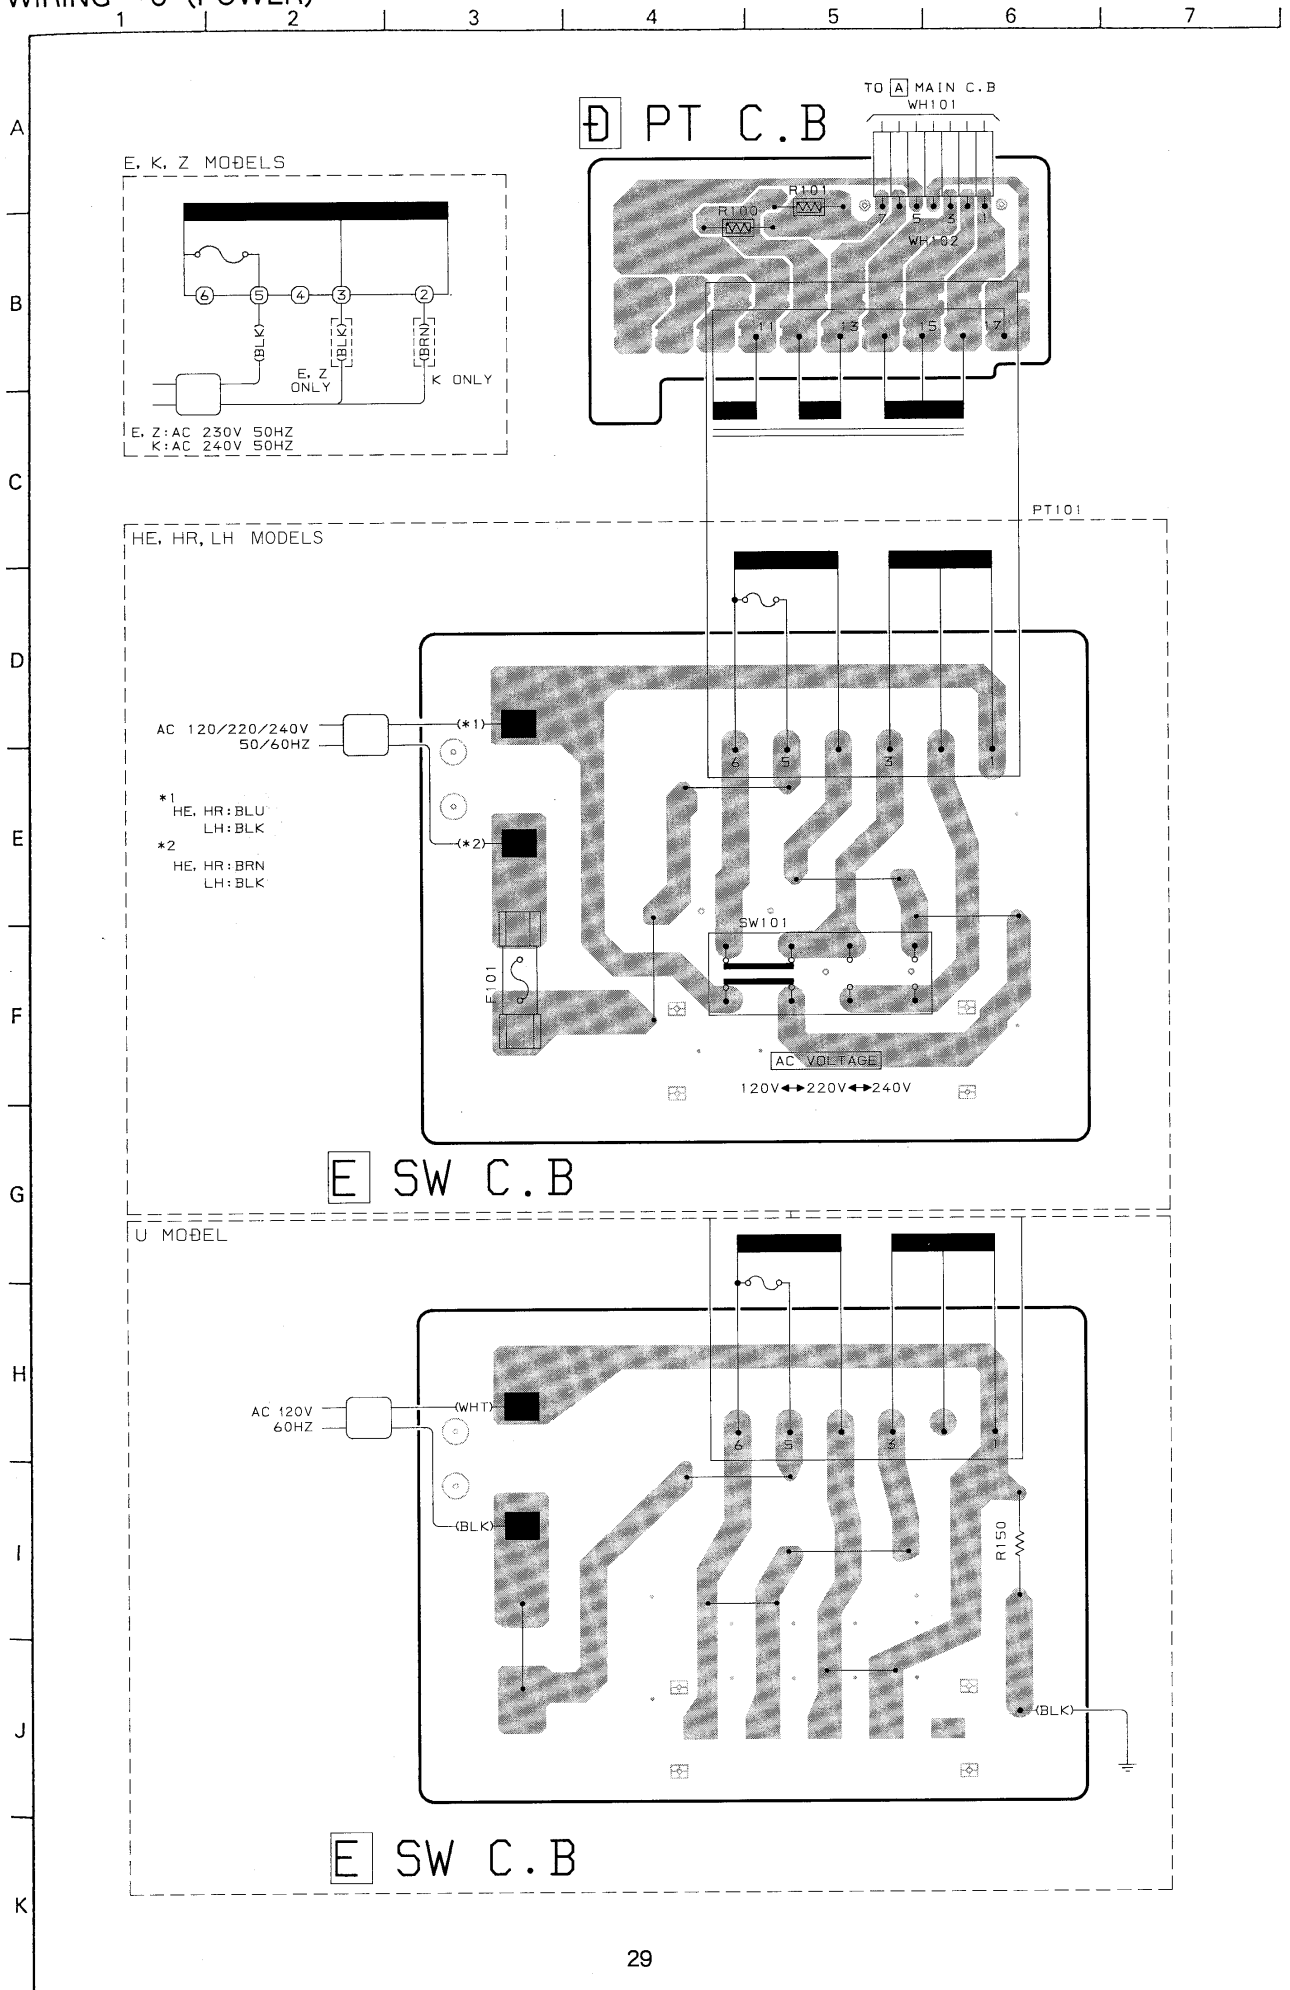 (POWER)
1 2 3 4 5 6 7
A
TO A MAIN C.B
WH101
D PT C.B
E, K, Z MODELS
R101
R100
7 5 3 1
WH102
B
6 5 4 3 2
(BLK) (BLK) (BRN)
11 13 15 17
E, Z
ONLY
K ONLY
E, Z:AC 230V 50HZ
K:AC 240V 50HZ
C
PT101
HE, HR, LH MODELS
D
AC 120/220/240V
50/60HZ
(*1)
6 5 3 1
*1
HE, HR:BLU
LH:BLK
E
*2
HE, HR:BRN
LH:BLK
(*2)
SW101
F101
F
AC VOLTAGE
120V↔220V↔240V
G
E SW C.B
U MODEL
H
AC 120V
60HZ
(WHT)
6 5 3 1
(BLK)
I
R150
J
(BLK)
E SW C.B
K
29